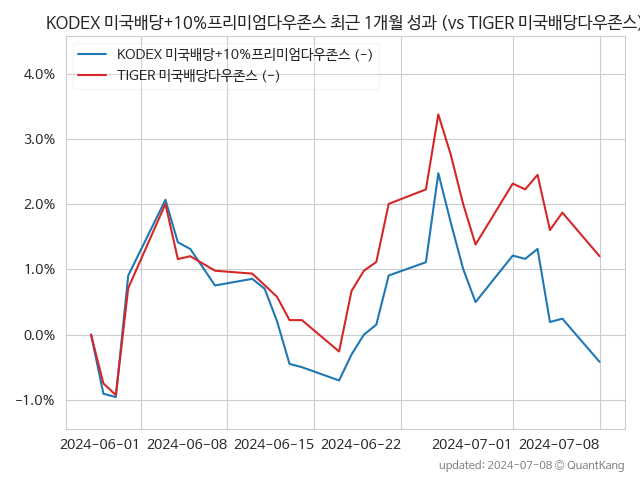 KODEX 미국배당+10%프리미엄다우존스 최근 1개월 성과 (vs TIGER 미국배당다우존스)
KODEX 미국배당+10%프리미엄다우존스 (-)
TIGER 미국배당다우존스 (-)
4.0%
3.0%
2.0%
1.0%
0.0%
-1.0%
2024-06-01 2024-06-08 2024-06-15 2024-06-22 2024-07-01 2024-07-08
updated: 2024-07-08 © QuantKang